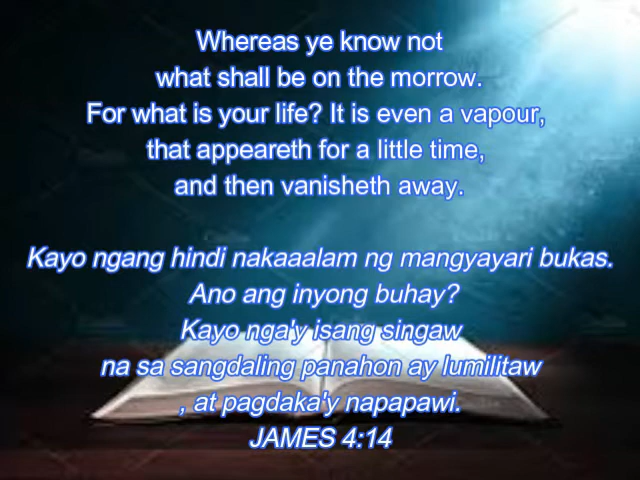 Whereas ye know not
what shall be on the morrow.
For what is your life? It is even a vapour,
that appeareth for a little time,
and then vanisheth away.
Kayo ngang hindi nakaaalam ng mangyayari bukas.
Ano ang inyong buhay?
Kayo nga'y isang singaw
na sa sangdaling panahon ay lumilitaw
, at pagdaka'y napapawi.
JAMES 4:14